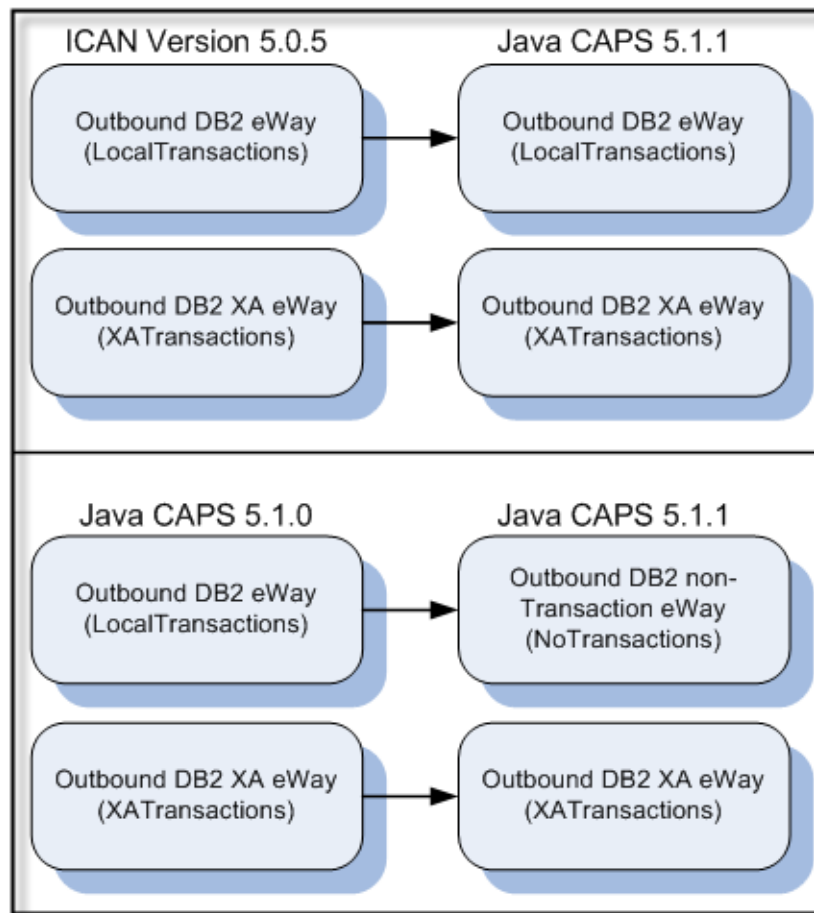 ICAN Version 5.0.5
Java CAPS 5.1.1
Outbound DB2 eWay
(LocalTransactions)
Outbound DB2 eWay
(LocalTransactions)
Outbound DB2 XA eWay
(XATransactions)
Outbound DB2 XA eWay
(XATransactions)
Java CAPS 5.1.0
Java CAPS 5.1.1
Outbound DB2 eWay
(LocalTransactions)
Outbound DB2 non-
Transaction eWay
(NoTransactions)
Outbound DB2 XA eWay
(XATransactions)
Outbound DB2 XA eWay
(XATransactions)